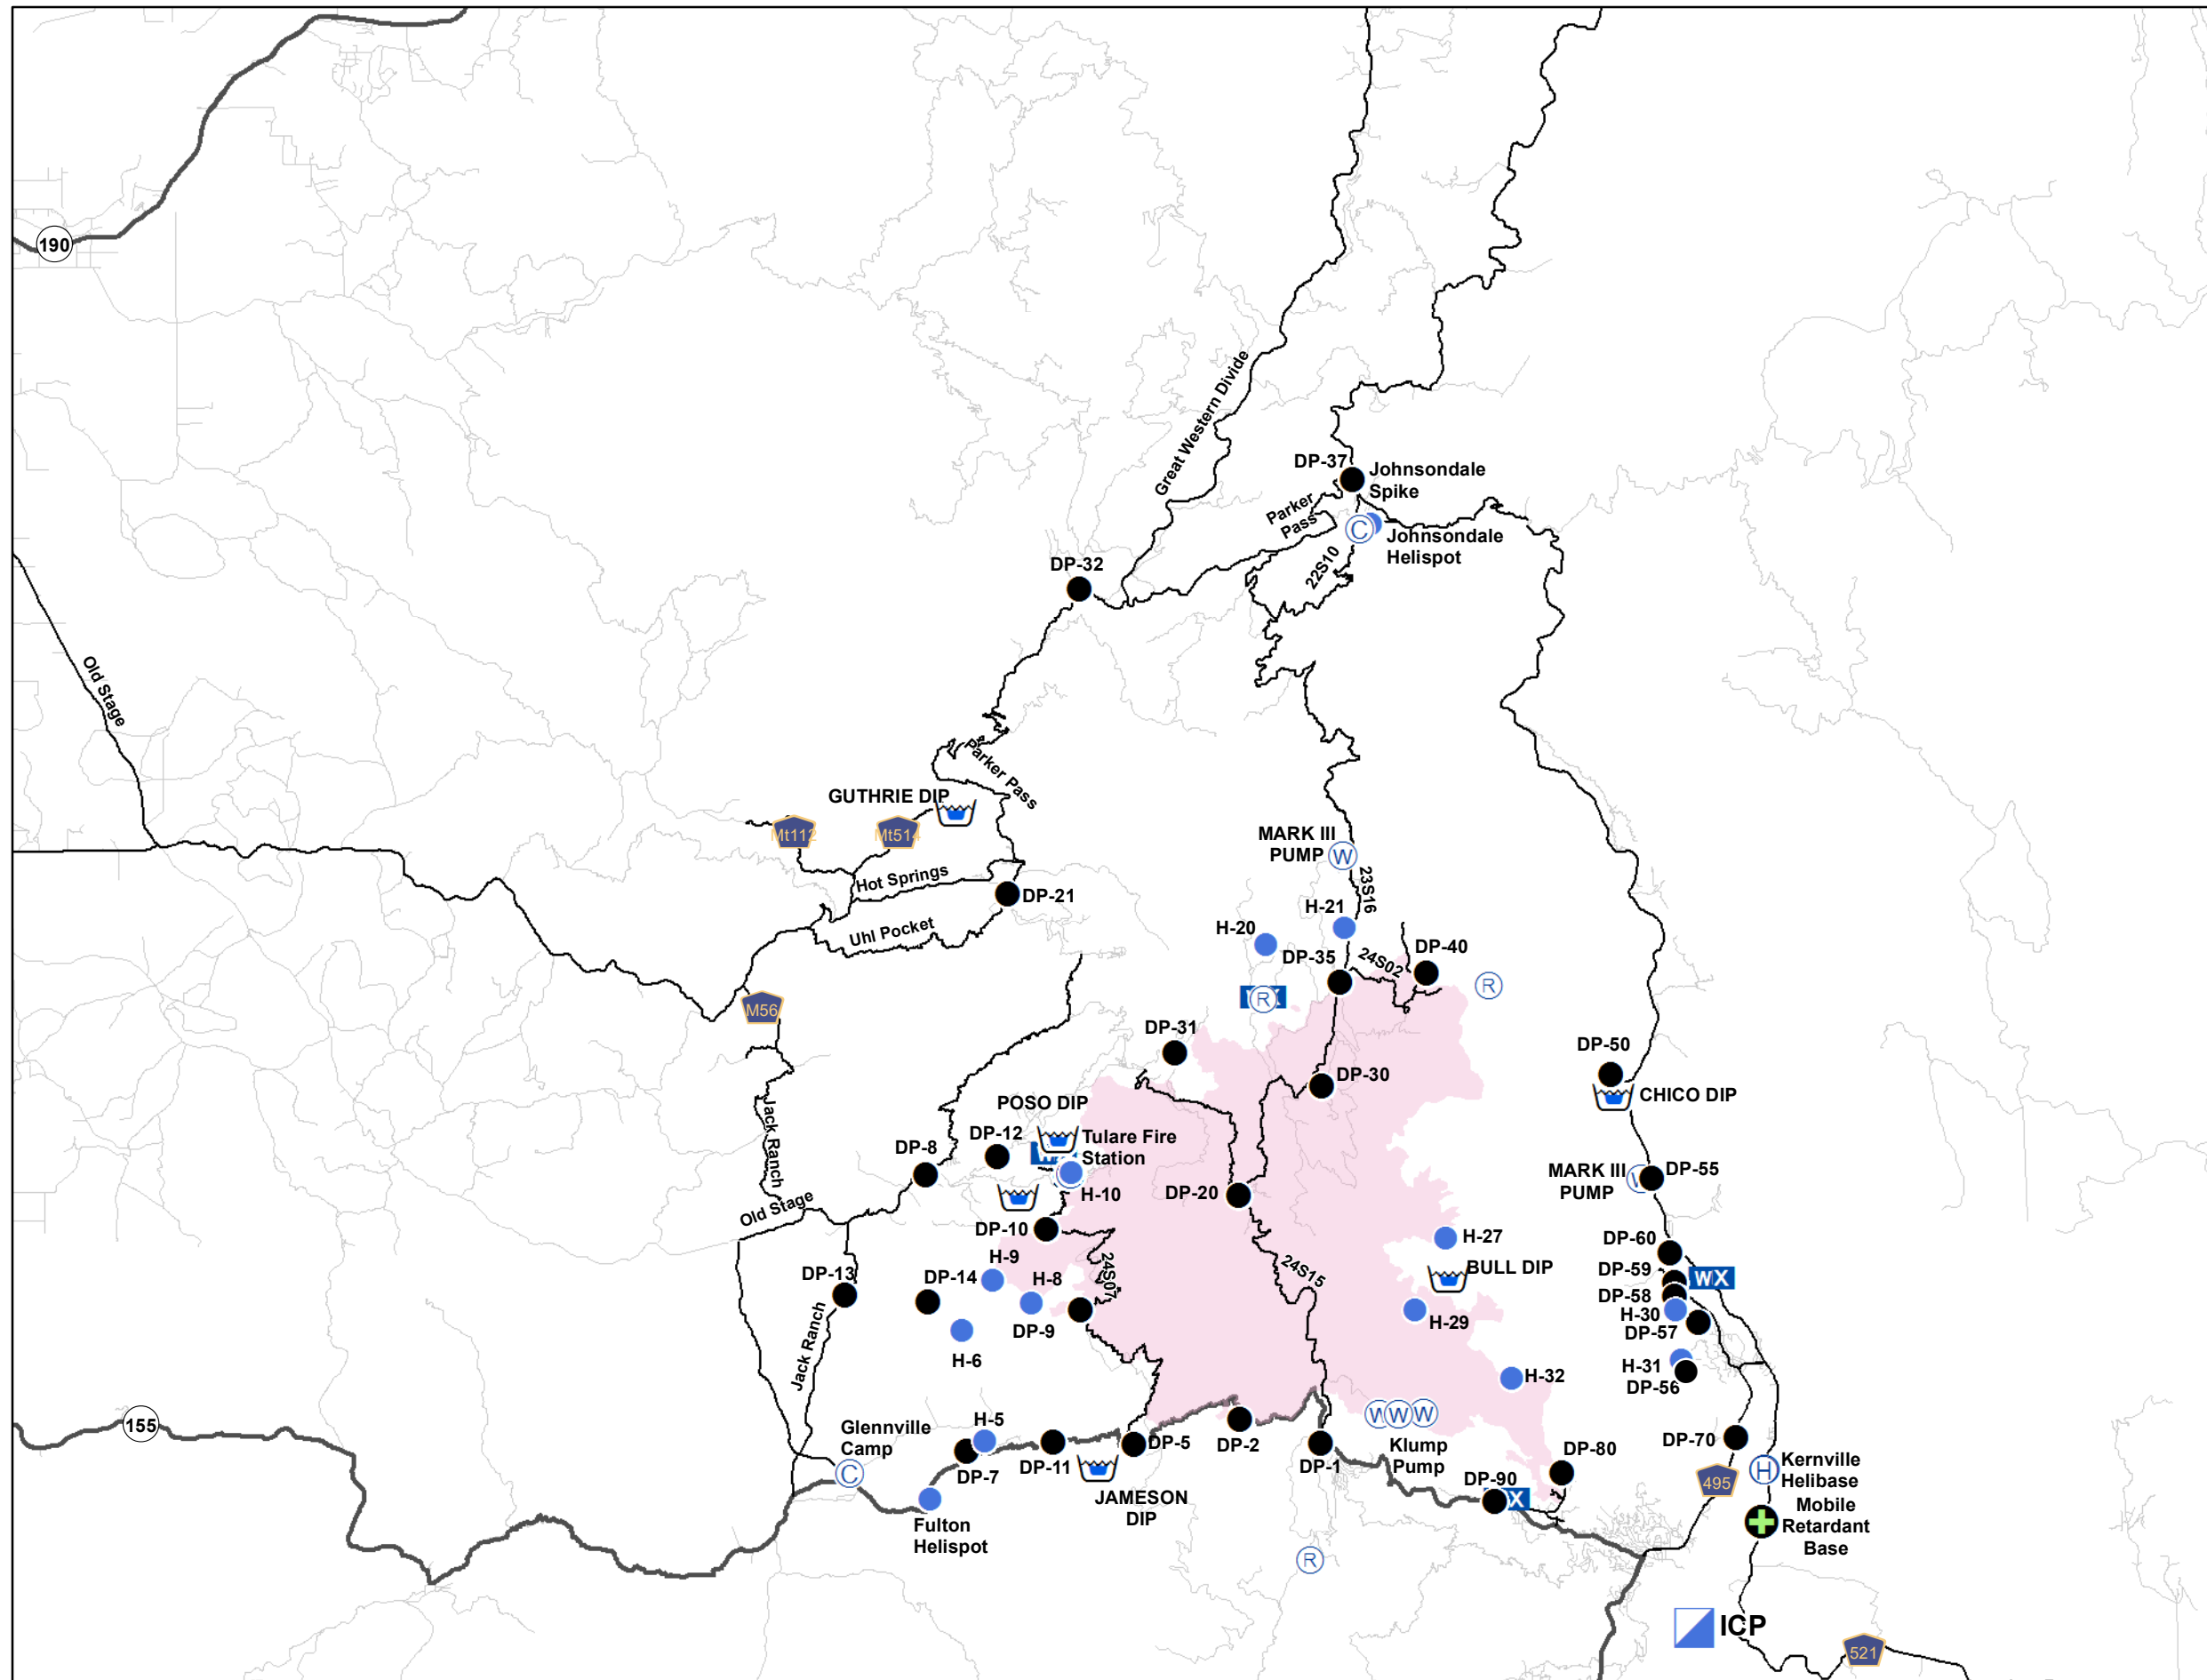 190
Great Western Divide
DP-37
Johnsondale
Spike
Parker
Pass
C
Johnsondale
Helispot
22S10
DP-32
Old Stage
Parker Pass
GUTHRIE DIP
Mt112
Mt514
MARK III
PUMP
W
Hot Springs
23S16
DP-21
H-21
Uhl Pocket
H-20
DP-35
24S02
DP-40
R
R
M56
DP-31
DP-50
DP-30
CHICO DIP
Jack Ranch
POSO DIP
DP-12
Tulare Fire
Station
DP-8
MARK III
PUMP
DP-55
H-10
DP-20
Old Stage
DP-10
H-27
DP-60
H-9
24S07
24S15
BULL DIP
DP-59
WX
DP-13
DP-14
H-8
DP-58
H-30
DP-9
H-29
DP-57
Jack Ranch
H-6
H-31
H-32
DP-56
155
Glennville
Camp
C
H-5
DP-7
DP-11
DP-5
DP-2
DP-1
W
W
W
Klump
Pump
DP-70
DP-80
DP-90
JAMESON
DIP
495
H
Kernville
Helibase
Mobile
Retardant
Base
Fulton
Helispot
R
ICP
521